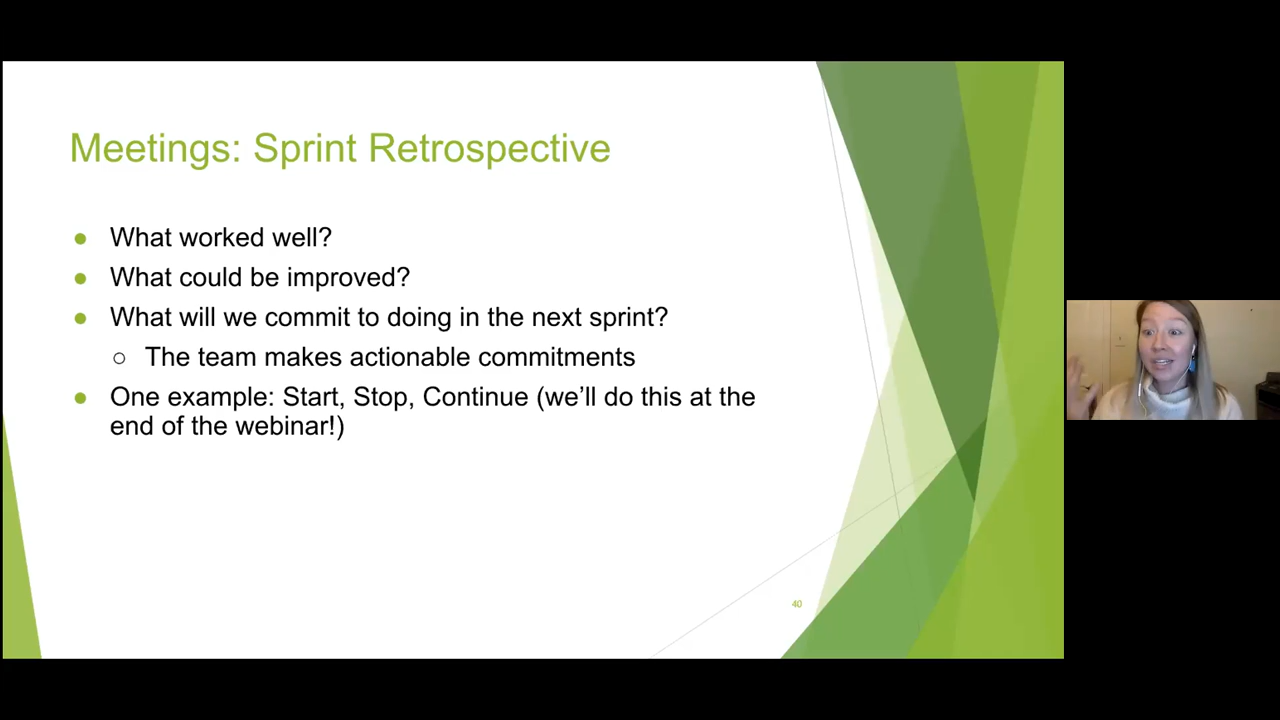 Meetings: Sprint Retrospective
● What worked well?
● What could be improved?
● What will we commit to doing in the next sprint?
○ The team makes actionable commitments
● One example: Start, Stop, Continue (we’ll do this at the
end of the webinar!)
40